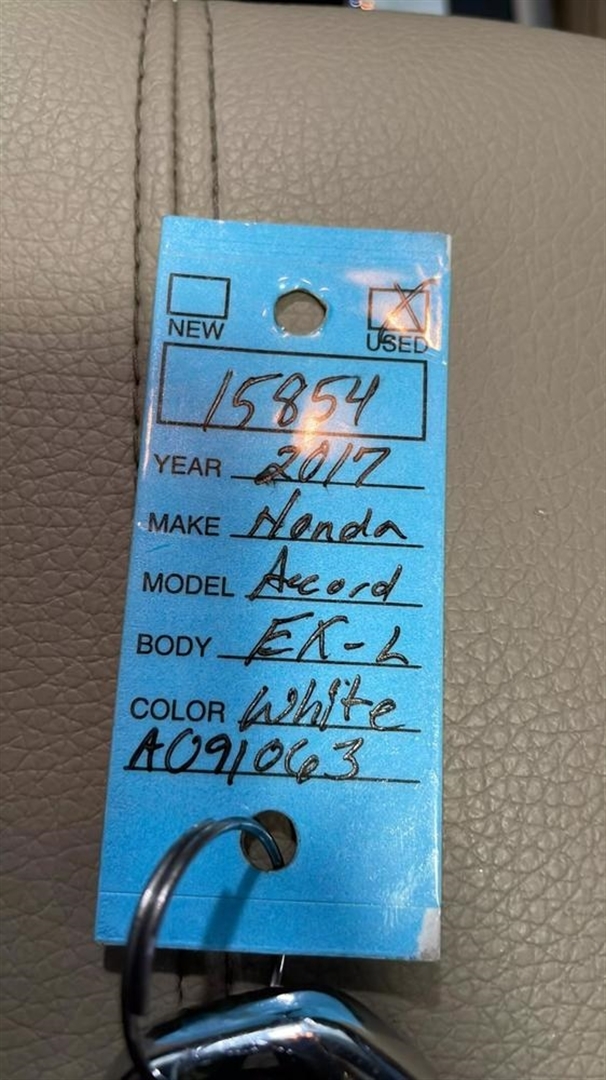 NEW USED
15854
YEAR 2017
MAKE Honda
MODEL Accord
BODY EX-L
COLOR White
A091063